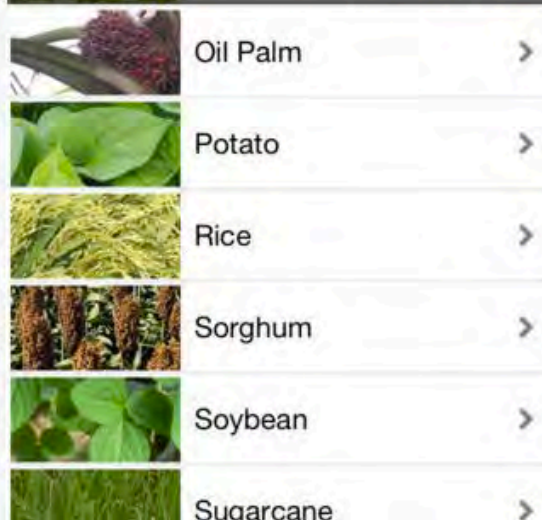 Oil Palm
Potato
Rice
Sorghum
Soybean
Sugarcane